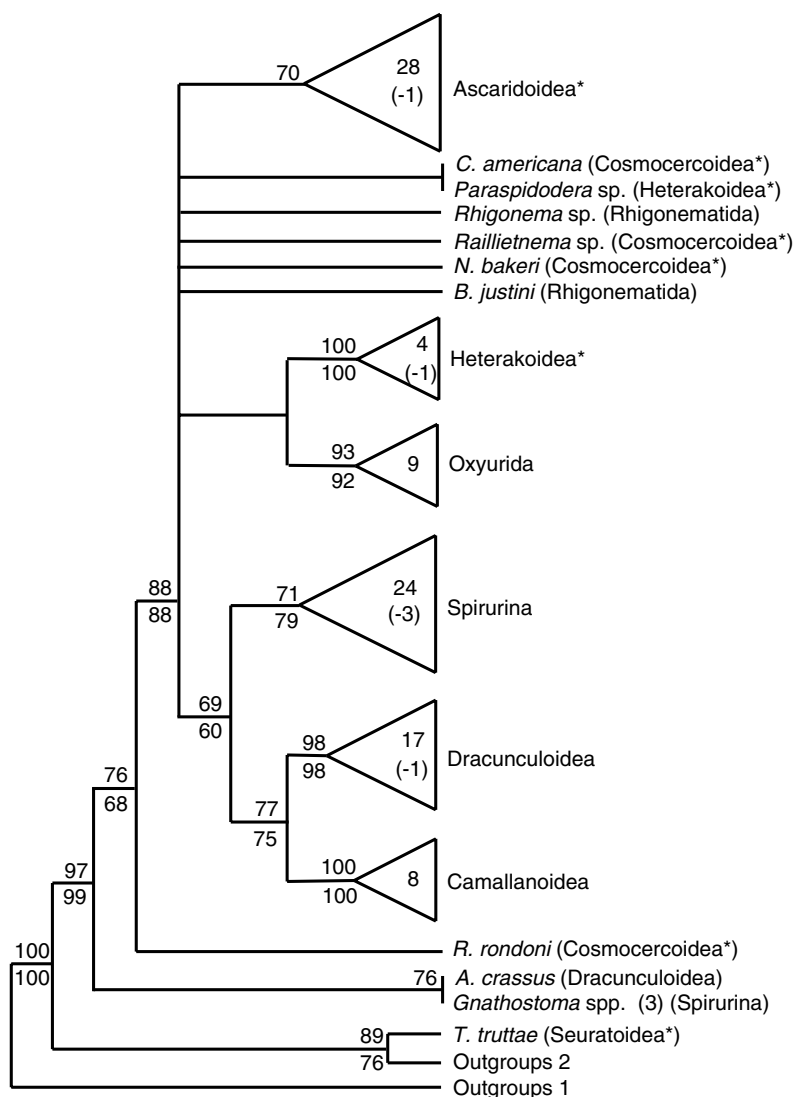 70
28
(-1)
Ascaridoidea*
C. americana (Cosmocercoidea*)
Paraspidodera sp. (Heterakoidea*)
Rhigonema sp. (Rhigonematida)
Raillietnema sp. (Cosmocercoidea*)
N. bakeri (Cosmocercoidea*)
B. justini (Rhigonematida)
100
100
4
(-1)
Heterakoidea*
93
92
9
Oxyurida
88
88
71
79
24
(-3)
Spirurina
69
60
98
98
17
(-1)
Dracunculoidea
76
68
77
75
100
100
8
Camallanoidea
97
99
R. rondoni (Cosmocercoidea*)
100
100
76
A. crassus (Dracunculoidea)
Gnathostoma spp. (3) (Spirurina)
89
76
T. truttae (Seuratoidea*)
Outgroups 2
Outgroups 1